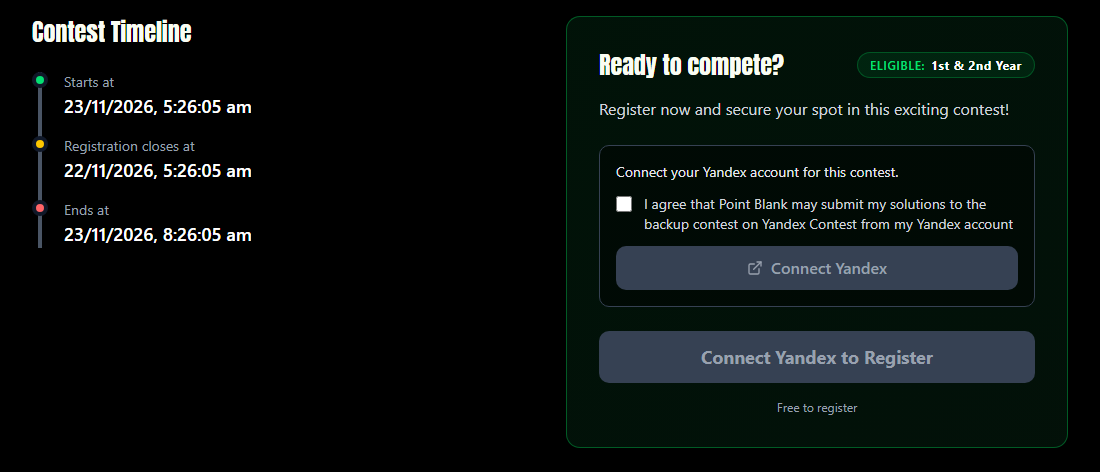 Contest Timeline
Starts at
23/11/2026, 5:26:05 am
Registration closes at
22/11/2026, 5:26:05 am
Ends at
23/11/2026, 8:26:05 am
Ready to compete?
ELIGIBLE: 1st & 2nd Year
Register now and secure your spot in this exciting contest!
Connect your Yandex account for this contest.
I agree that Point Blank may submit my solutions to the
backup contest on Yandex Contest from my Yandex account
Connect Yandex
Connect Yandex to Register
Free to register